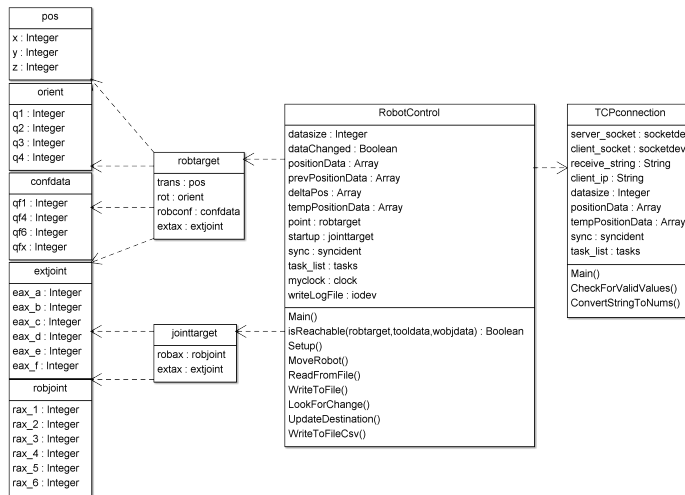 pos
x : Integer
y : Integer
z : Integer
orient
q1 : Integer
q2 : Integer
q3 : Integer
q4 : Integer
confdata
qf1 : Integer
qf4 : Integer
qf6 : Integer
qfx : Integer
extjoint
eax_a : Integer
eax_b : Integer
eax_c : Integer
eax_d : Integer
eax_e : Integer
eax_f : Integer
robjoint
rax_1 : Integer
rax_2 : Integer
rax_3 : Integer
rax_4 : Integer
rax_5 : Integer
rax_6 : Integer
robtarget
trans : pos
rot : orient
robconf : confdata
extax : extjoint
jointtarget
robax : robjoint
extax : extjoint
RobotControl
datasize : Integer
dataChanged : Boolean
positionData : Array
prevPositionData : Array
deltaPos : Array
tempPositionData : Array
point : robtarget
startup : jointtarget
sync : syncident
task_list : tasks
myclock : clock
writeLogFile : iodev
Main()
isReachable(robtarget,tooldata,wobjdata) : Boolean
Setup()
MoveRobot()
ReadFromFile()
WriteToFile()
LookForChange()
UpdateDestination()
WriteToFileCsv()
TCPconnection
server_socket : socketde
client_socket : socketdev
receive_string : String
client_ip : String
datasize : Integer
positionData : Array
tempPositionData : Array
sync : syncident
task_list : tasks
Main()
CheckForValidValues()
ConvertStringToNums()